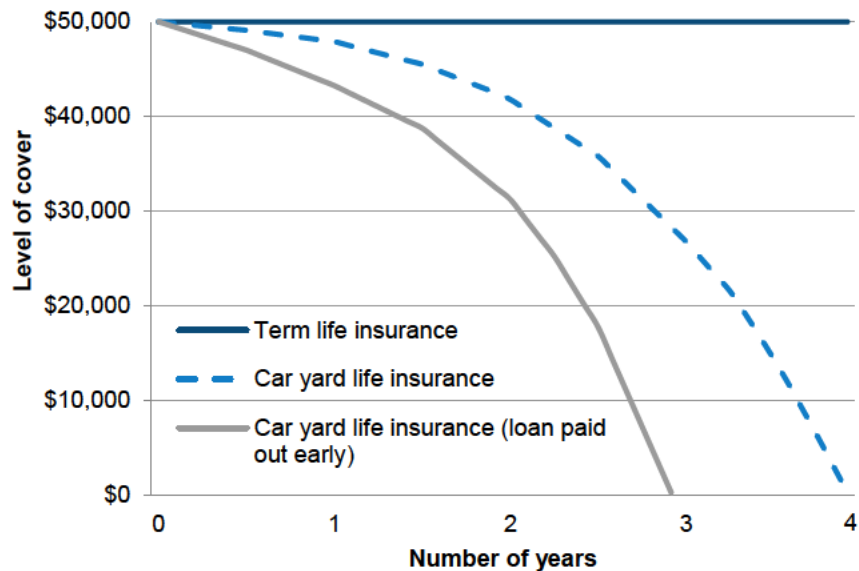 $50,000
$40,000
$30,000
$20,000
$10,000
$0
Level of cover
Term life insurance
Car yard life insurance
Car yard life insurance (loan paid
out early)
0 1 2 3 4
Number of years